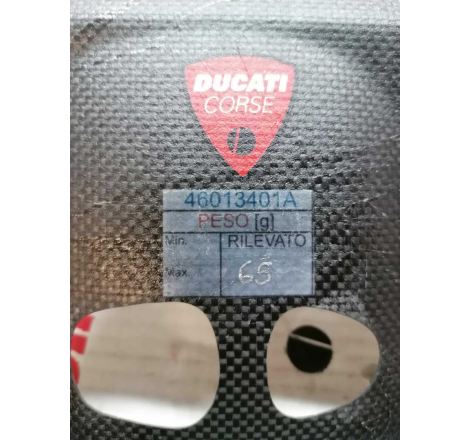 DUCATI
CORSE
46013401A
PESO [g]
Min. RILEVATO
Max 65